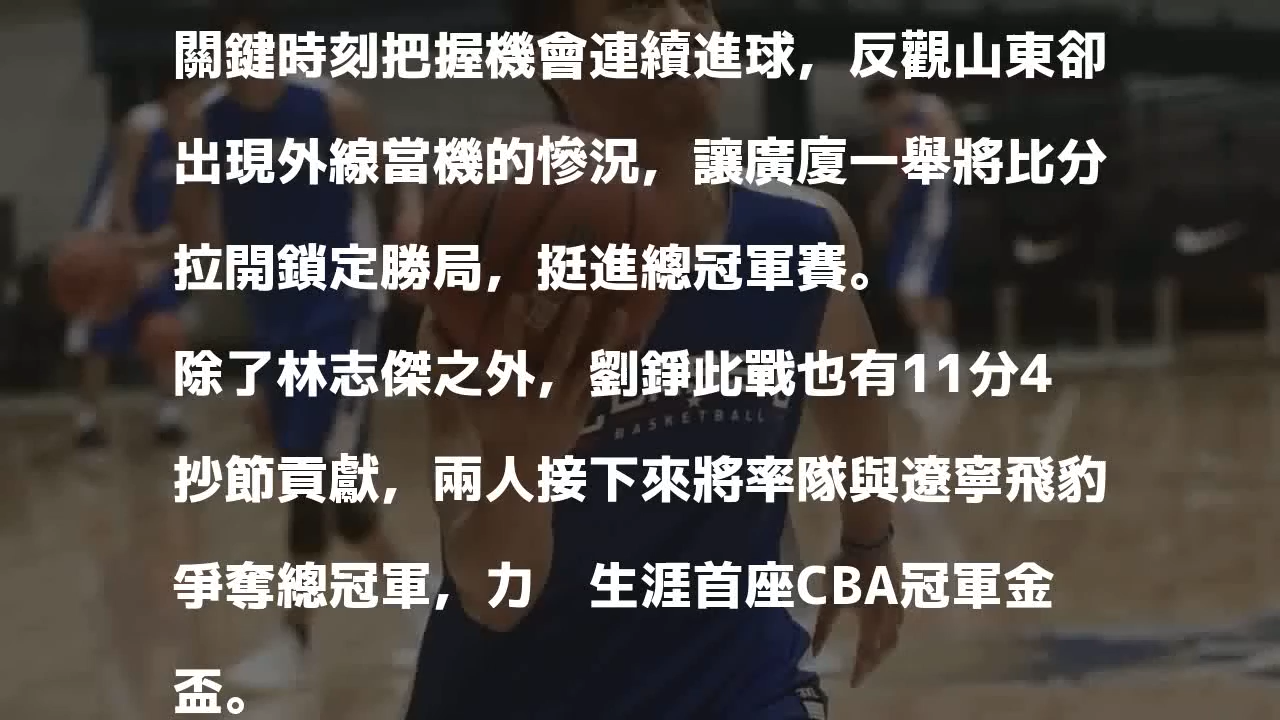 關鍵時刻把握機會連續進球，反觀山東卻
出現外線當機的慘況，讓廣廈一舉將比分
拉開鎖定勝局，挺進總冠軍賽。
除了林志傑之外，劉錚此戰也有11分4
抄節貢獻，兩人接下來將率隊與遼寧飛豹
爭奪總冠軍，力　生涯首座CBA冠軍金
盃。
BASKETBALL